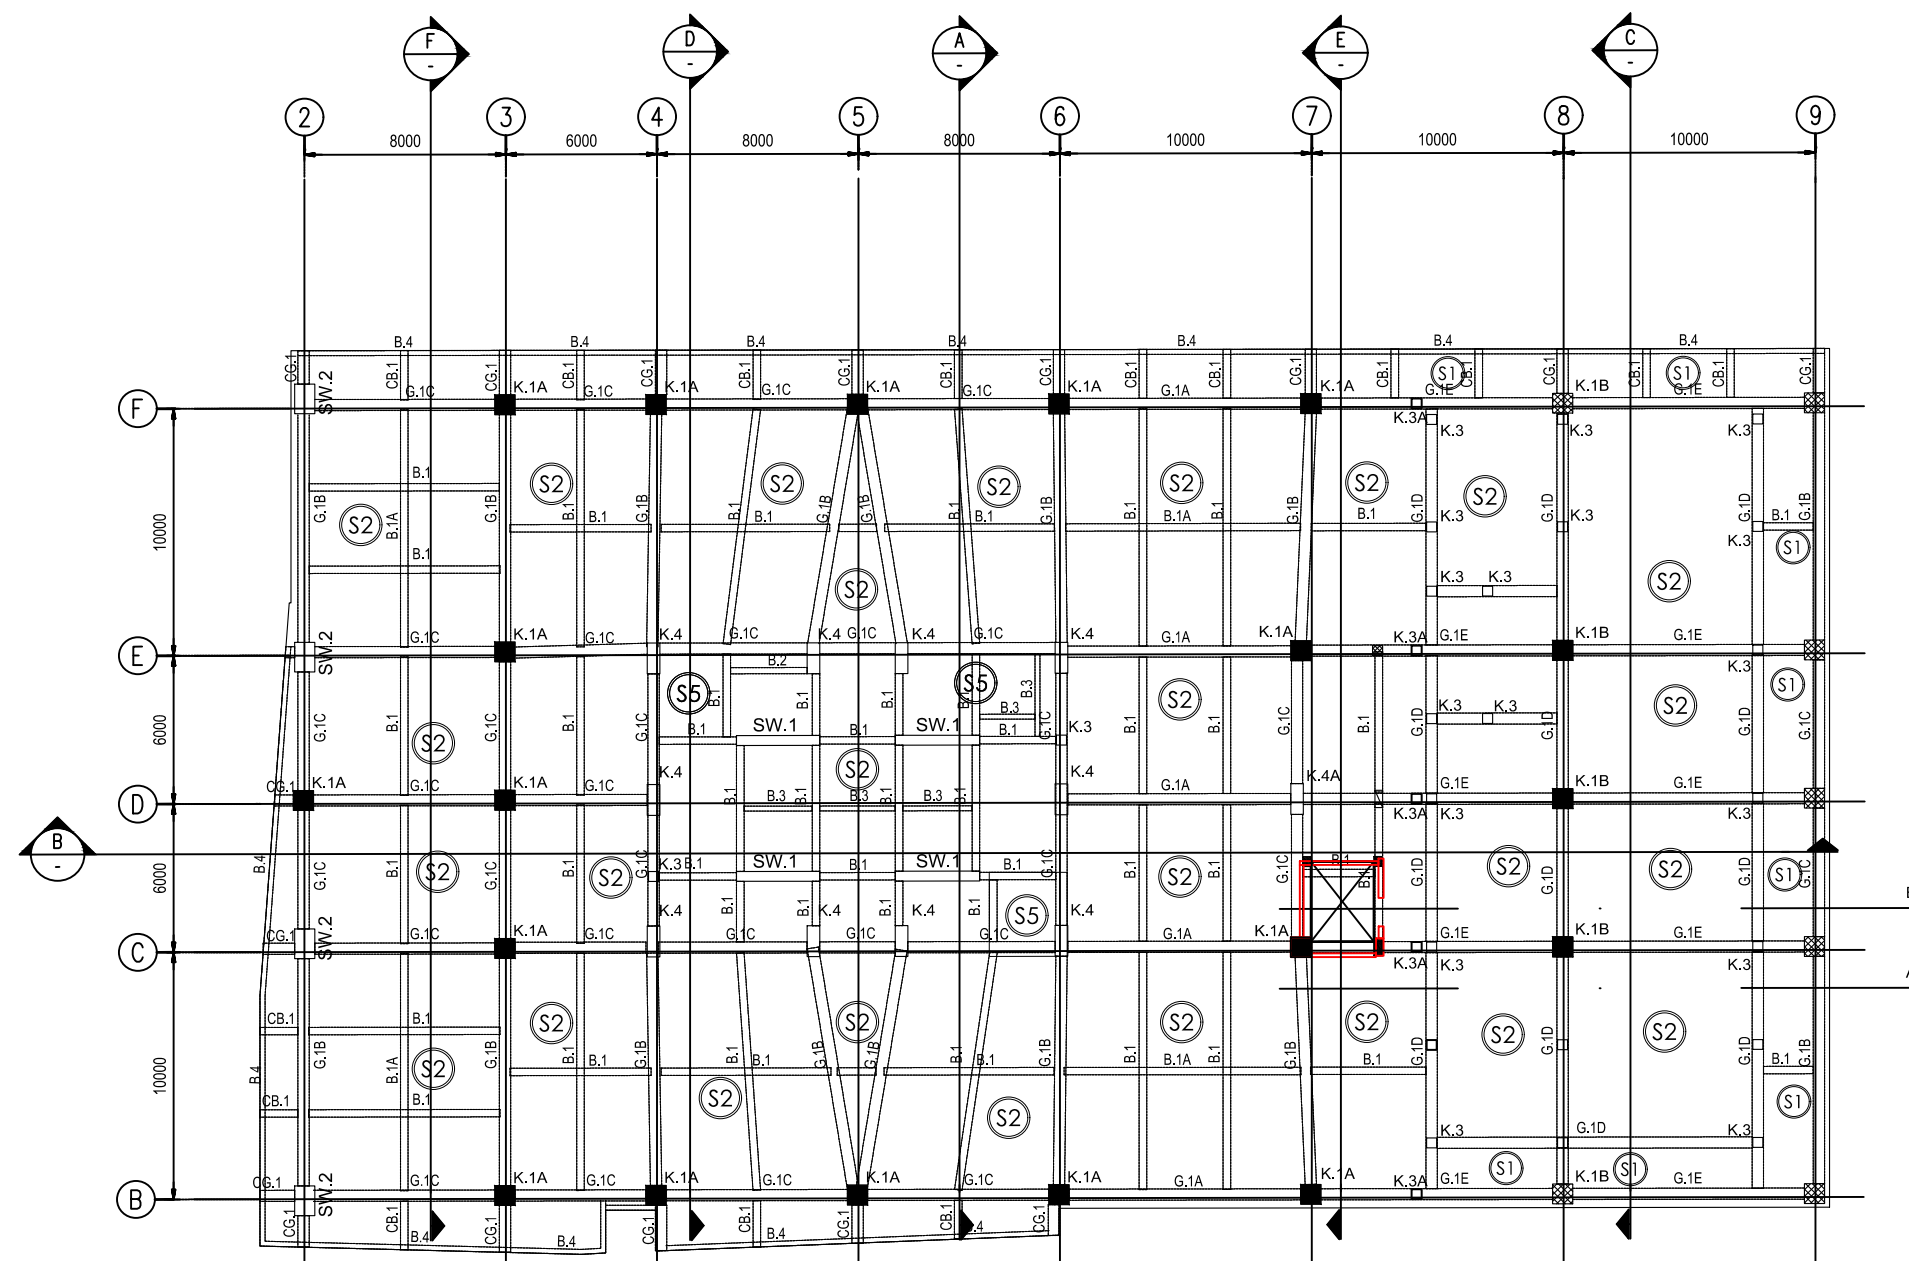 F D A E C
- - - - -
2 3 4 5 6 7 8 9
8000 6000 8000 8000 10000 10000 10000
B.4 B.4 B.4 B.4 B.4 B.4 B.4
CG.1 CB.1 CG.1 CB.1 CG.1 CB.1 CG.1 CB.1 CG.1 CB.1 S1 CB.1 CG.1 CB.1 S1 CB.1 CG.1
F SW.2 G.1C K.1A G.1C K.1A G.1C K.1A G.1C K.1A G.1A K.1A G.1E K.1B G.1E
K.3A K.3 K.3 K.3
B.1 S2 S2 S2 S2 S2 S2
10000 G.1B S2 B.1A G.1B B.1 G.1B B.1 G.1B G.1B B.1 G.1B B.1 B.1 G.1B G.1D G.1D G.1D G.1B
B.1 B.1 B.1 B.1A B.1 K.3 K.3 B.1
B.1 K.3 S1
S2 K.3 K.3 S2
E SW.2 G.1C K.1A G.1C K.4 G.1C K.4 G.1C K.4 G.1C K.4 G.1A K.1A K.3A G.1E K.1B G.1E
B.2 K.3
S5 S5 B.3 S2 S1
6000 G.1C B.1 G.1C B.1 G.1C B.1 B.1 B.1 B.1 G.1C B.1 B.1 G.1C B.1 G.1D G.1D G.1D G.1C
B.3 K.3 K.3 S2
S2 B.1 SW.1 B.1 SW.1 B.1 K.3
S2
CG.1 K.1A G.1C K.1A G.1C K.4 K.4 G.1A K.4A G.1E K.1B G.1E
D B.1 B.3 B.1 B.3 B.3 B.1 K.3A K.3 K.3
B
-
6000 B.4 G.1C B.1 S2 G.1C B.1 S2 G.1C K.3 B.1 SW.1 B.1 SW.1 B.1 G.1C B.1 S2 B.1 G.1C B.1 B.1 G.1D S2 G.1D S2 G.1D S1 G.1C
K.4 B.1 B.1 K.4 B.1 K.4 B.1 S5 K.4
C CG.1 SW.2 G.1C K.1A G.1C G.1C G.1C G.1C G.1A K.1A G.1E K.1B G.1E
K.3A K.3 K.3
CB.1 B.1 S2 S2 S2 S2 S2 S2
10000 B.4 G.1B B.1A S2 G.1B B.1 G.1B B.1 G.1B G.1B B.1 G.1B B.1 B.1 G.1B G.1D G.1D G.1D G.1B
B.1 B.1 B.1 B.1A B.1 B.1
CB.1 B.1 S2 S2 S1
K.3 G.1D K.3
S1 S1
CG.1 SW.2 G.1C K.1A G.1C K.1A G.1C K.1A G.1C K.1A G.1A K.1A K.3A G.1E K.1B G.1E
B
CG.1 CB.1 CG.1 CG.1 CB.1 CG.1 CB.1 CG.1
B.4 B.4 B.4 B.4